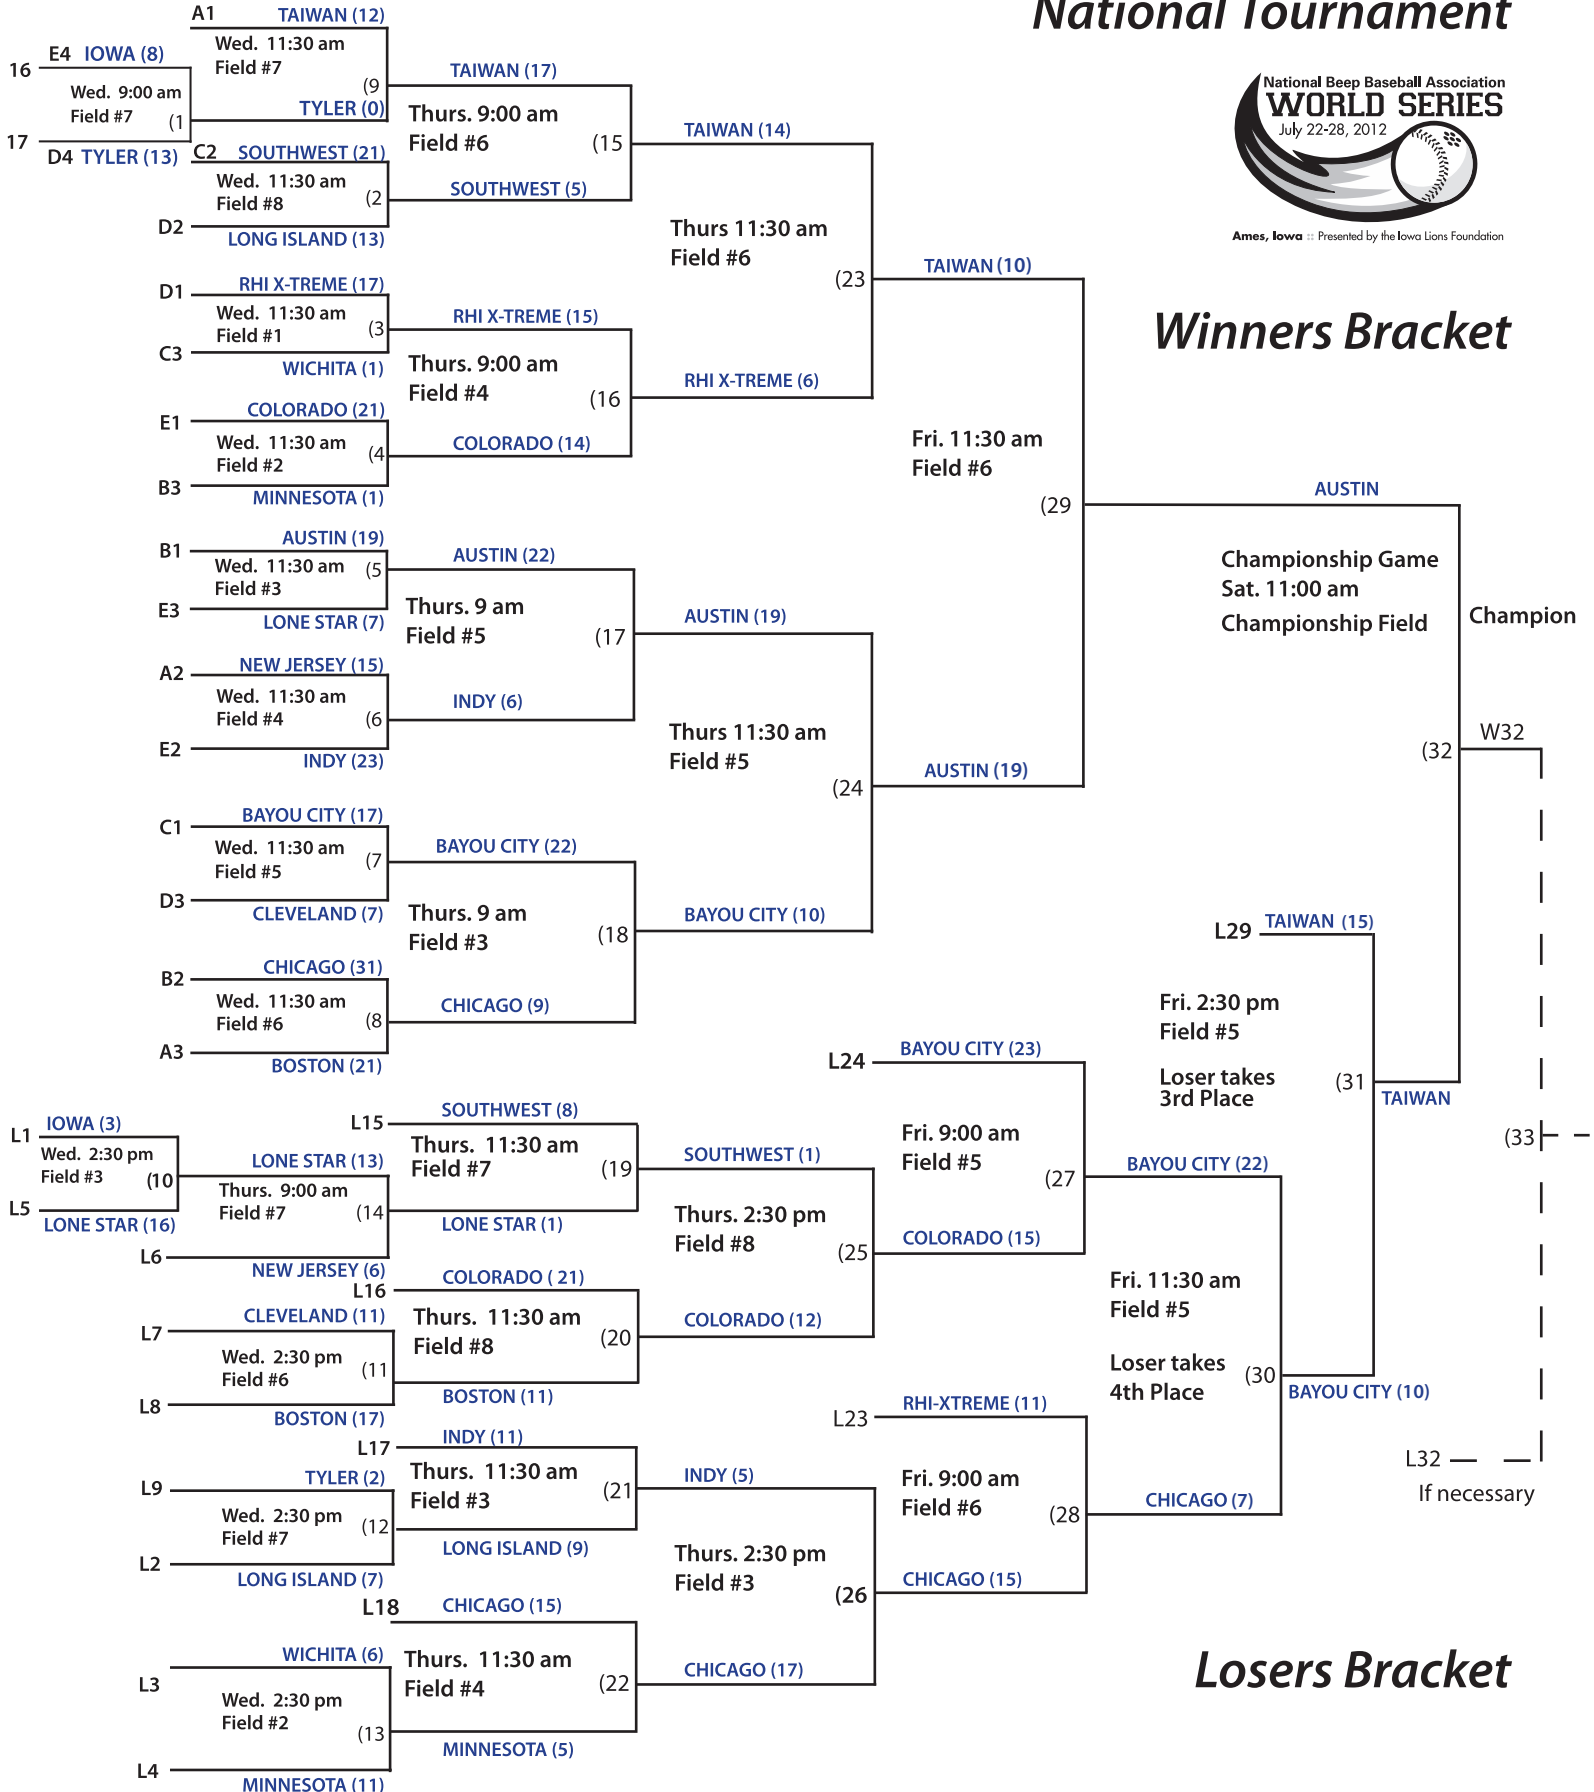 National Tournament
National Beep Baseball Association
WORLD SERIES
July 22-28, 2012
Ames, Iowa :: Presented by the Iowa Lions Foundation
Winners Bracket
A1 TAIWAN (12)
Wed. 11:30 am
Field #7
(9
16 E4 IOWA (8)
Wed. 9:00 am
Field #7
(1
TYLER (0)
17 D4 TYLER (13)
TAIWAN (17)
Thurs. 9:00 am
Field #6
(15
C2 SOUTHWEST (21)
Wed. 11:30 am
Field #8
(2
D2
LONG ISLAND (13)
SOUTHWEST (5)
TAIWAN (14)
Thurs 11:30 am
Field #6
(23
D1 RHI X-TREME (17)
Wed. 11:30 am
Field #1
(3
C3
WICHITA (1)
RHI X-TREME (15)
Thurs. 9:00 am
Field #4
(16
RHI X-TREME (6)
E1 COLORADO (21)
Wed. 11:30 am
Field #2
(4
B3
MINNESOTA (1)
COLORADO (14)
TAIWAN (10)
Fri. 11:30 am
Field #6
(29
B1 AUSTIN (19)
Wed. 11:30 am
Field #3
(5
E3
LONE STAR (7)
AUSTIN (22)
Thurs. 9 am
Field #5
(17
AUSTIN (19)
A2 NEW JERSEY (15)
Wed. 11:30 am
Field #4
(6
E2
INDY (23)
INDY (6)
Thurs 11:30 am
Field #5
(24
AUSTIN (19)
C1 BAYOU CITY (17)
Wed. 11:30 am
Field #5
(7
D3
CLEVELAND (7)
BAYOU CITY (22)
Thurs. 9 am
Field #3
(18
BAYOU CITY (10)
B2 CHICAGO (31)
Wed. 11:30 am
Field #6
(8
A3
BOSTON (21)
CHICAGO (9)
AUSTIN
Championship Game
Sat. 11:00 am
Championship Field
Champion
(32
W32
L29 TAIWAN (15)
Fri. 2:30 pm
Field #5
Loser takes
3rd Place
(31
TAIWAN
(33
L24 BAYOU CITY (23)
Fri. 9:00 am
Field #5
(27
COLORADO (15)
BAYOU CITY (22)
Fri. 11:30 am
Field #5
Loser takes
4th Place
(30
BAYOU CITY (10)
L32
If necessary
L1 IOWA (3)
Wed. 2:30 pm
Field #3
(10
L5
LONE STAR (16)
LONE STAR (13)
Thurs. 9:00 am
Field #7
(14
L6
NEW JERSEY (6)
L15 SOUTHWEST (8)
Thurs. 11:30 am
Field #7
(19
LONE STAR (1)
SOUTHWEST (1)
Thurs. 2:30 pm
Field #8
(25
COLORADO (12)
L16 COLORADO ( 21)
Thurs. 11:30 am
Field #8
(20
BOSTON (11)
L7 CLEVELAND (11)
Wed. 2:30 pm
Field #6
(11
L8
BOSTON (17)
L23 RHI-XTREME (11)
Fri. 9:00 am
Field #6
(28
CHICAGO (7)
CHICAGO (15)
L17 INDY (11)
Thurs. 11:30 am
Field #3
(21
LONG ISLAND (9)
L9 TYLER (2)
Wed. 2:30 pm
Field #7
(12
L2
LONG ISLAND (7)
INDY (5)
Thurs. 2:30 pm
Field #3
(26
CHICAGO (17)
L18 CHICAGO (15)
Thurs. 11:30 am
Field #4
(22
MINNESOTA (5)
L3 WICHITA (6)
Wed. 2:30 pm
Field #2
(13
L4
MINNESOTA (11)
Losers Bracket